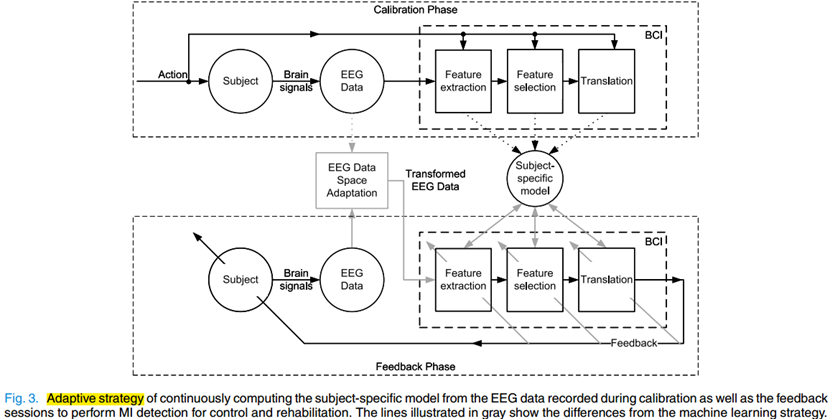 Calibration Phase
BCI
Action
Subject
Brain
signals
EEG
Data
Feature
extraction
Feature
selection
Translation
EEG Data
Space
Adaptation
Transformed
EEG Data
Subject-
specific
model
BCI
Subject
Brain
signals
EEG
Data
Feature
extraction
Feature
selection
Translation
Feedback
Feedback Phase
Fig. 3. Adaptive strategy of continuously computing the subject-specific model from the EEG data recorded during calibration as well as the feedback
sessions to perform MI detection for control and rehabilitation. The lines illustrated in gray show the differences from the machine learning strategy.